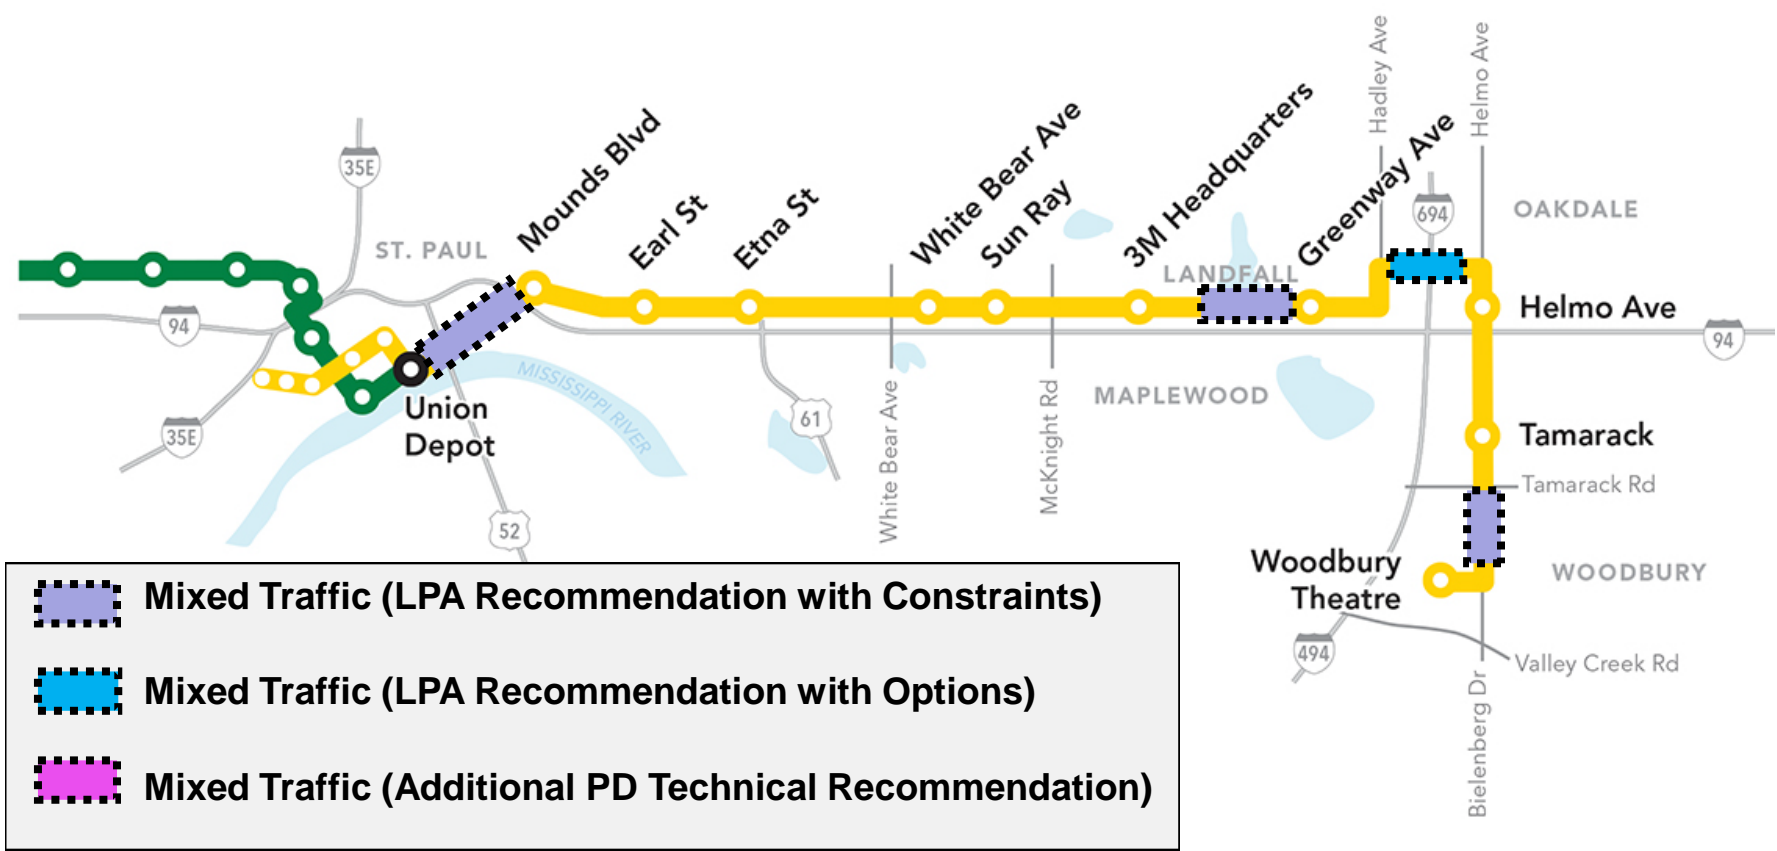 Hadley Ave
Helmo Ave
35E
Mounds Blvd
Earl St
Etna St
White Bear Ave
Sun Ray
3M Headquarters
Greenway Ave
694
OAKDALE
ST. PAUL
LANDFALL
94
Helmo Ave
94
MISSISSIPPI RIVER
MAPLEWOOD
Union
Depot
35E
61
White Bear Ave
McKnight Rd
Tamarack
Tamarack Rd
52
Woodbury
Theatre
WOODBURY
494
Valley Creek Rd
Bielenberg Dr
Mixed Traffic (LPA Recommendation with Constraints)
Mixed Traffic (LPA Recommendation with Options)
Mixed Traffic (Additional PD Technical Recommendation)